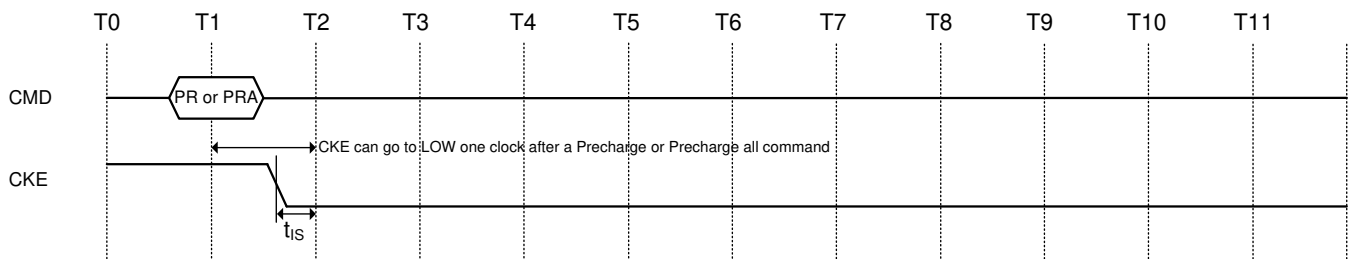 T0 T1 T2 T3 T4 T5 T6 T7 T8 T9 T10 T11
CMD PR or PRA
CKE can go to LOW one clock after a Precharge or Precharge all command
CKE
tIS